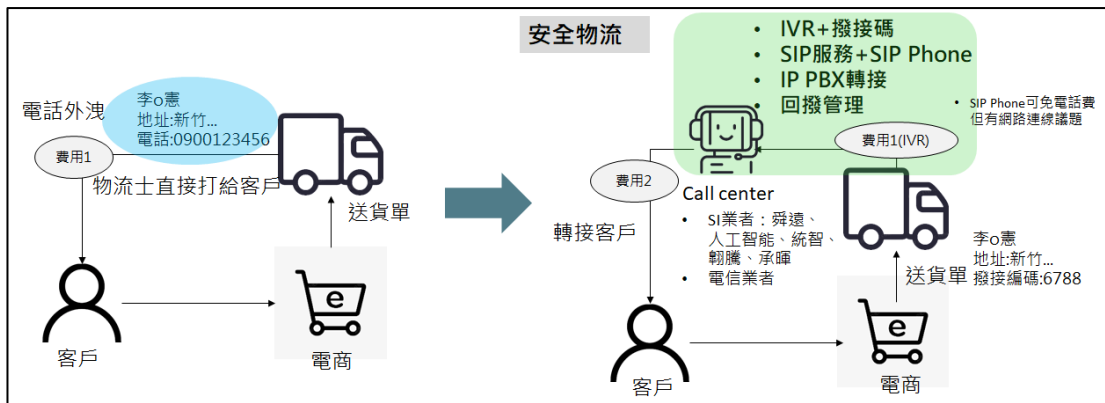 安全物流
• IVR+撥接碼
• SIP服務+SIP Phone
• IP PBX轉接
• 回撥管理
電話外洩
李o憲
地址:新竹...
電話:0900123456
費用1
物流士直接打給客戶
送貨單
e
客戶
電商
• SIP Phone可免電話費
但有網路連線議題
費用1(IVR)
費用2
Call center
• SI業者：舜遠、
人工智能、統智、
翱騰、承暉
• 電信業者
轉接客戶
送貨單
李o憲
地址:新竹...
撥接編碼:6788
e
客戶
電商